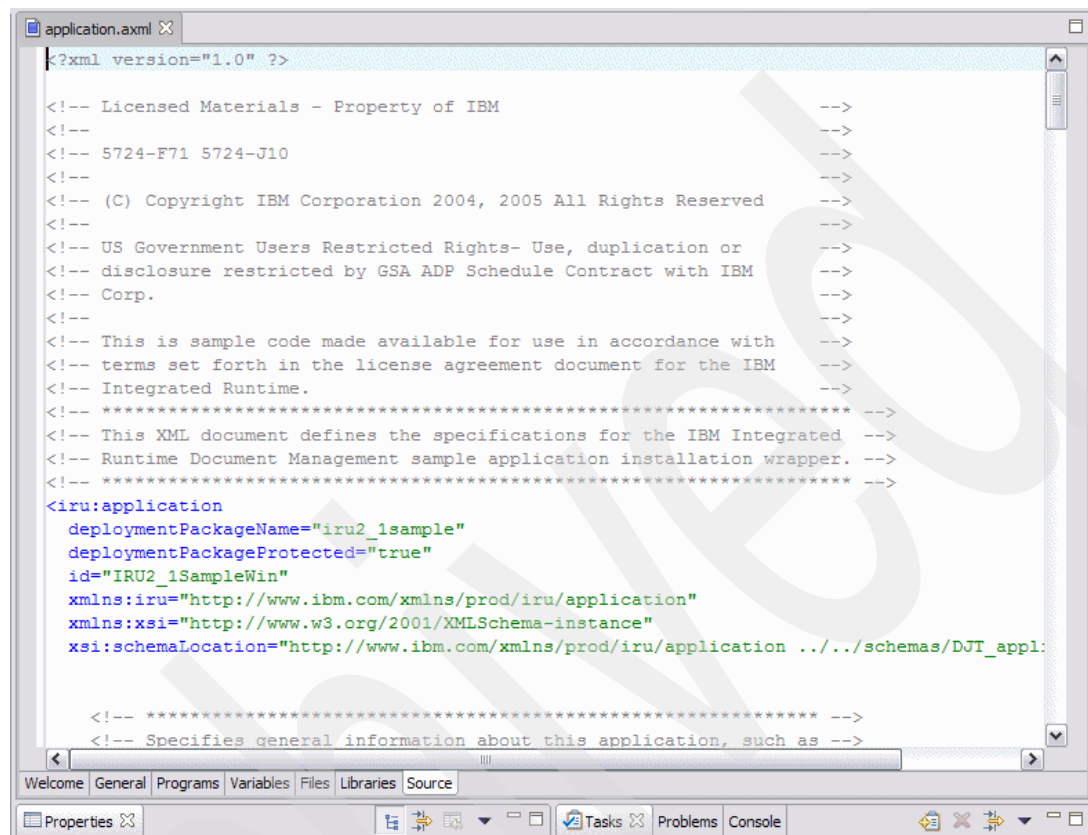 application.axml
<?xml version="1.0" ?>
<!-- Licensed Materials - Property of IBM -->
<!-- -->
<!-- 5724-F71 5724-J10 -->
<!-- -->
<!-- (C) Copyright IBM Corporation 2004, 2005 All Rights Reserved -->
<!-- -->
<!-- US Government Users Restricted Rights- Use, duplication or -->
<!-- disclosure restricted by GSA ADP Schedule Contract with IBM -->
<!-- Corp. -->
<!-- -->
<!-- This is sample code made available for use in accordance with -->
<!-- terms set forth in the license agreement document for the IBM -->
<!-- Integrated Runtime. -->
<!-- ******************************************************************** -->
<!-- This XML document defines the specifications for the IBM Integrated -->
<!-- Runtime Document Management sample application installation wrapper. -->
<!-- ******************************************************************** -->
<iru:application
deploymentPackageName="iru2_1sample"
deploymentPackageProtected="true"
id="IRU2_1SampleWin"
xmlns:iru="http://www.ibm.com/xmlns/prod/iru/application"
xmlns:xsi="http://www.w3.org/2001/XMLSchema-instance"
xsi:schemaLocation="http://www.ibm.com/xmlns/prod/iru/application ../../schemas/DJT_appl
<!-- ************************************************************* -->
<!-- Specifies general information about this application, such as -->
Welcome General Programs Variables Files Libraries Source
Properties Tasks Problems Console